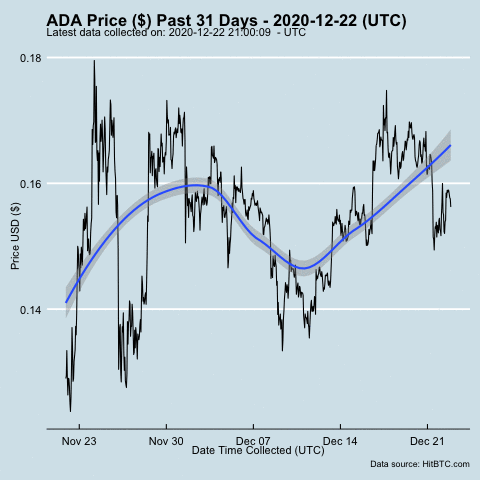 ADA Price ($) Past 31 Days - 2020-12-22 (UTC)
Latest data collected on: 2020-12-22 21:00:09  - UTC
0.18
0.16
0.14
Price USD ($)
Nov 23
Nov 30
Dec 07
Dec 14
Dec 21
Date Time Collected (UTC)
Data source: HitBTC.com